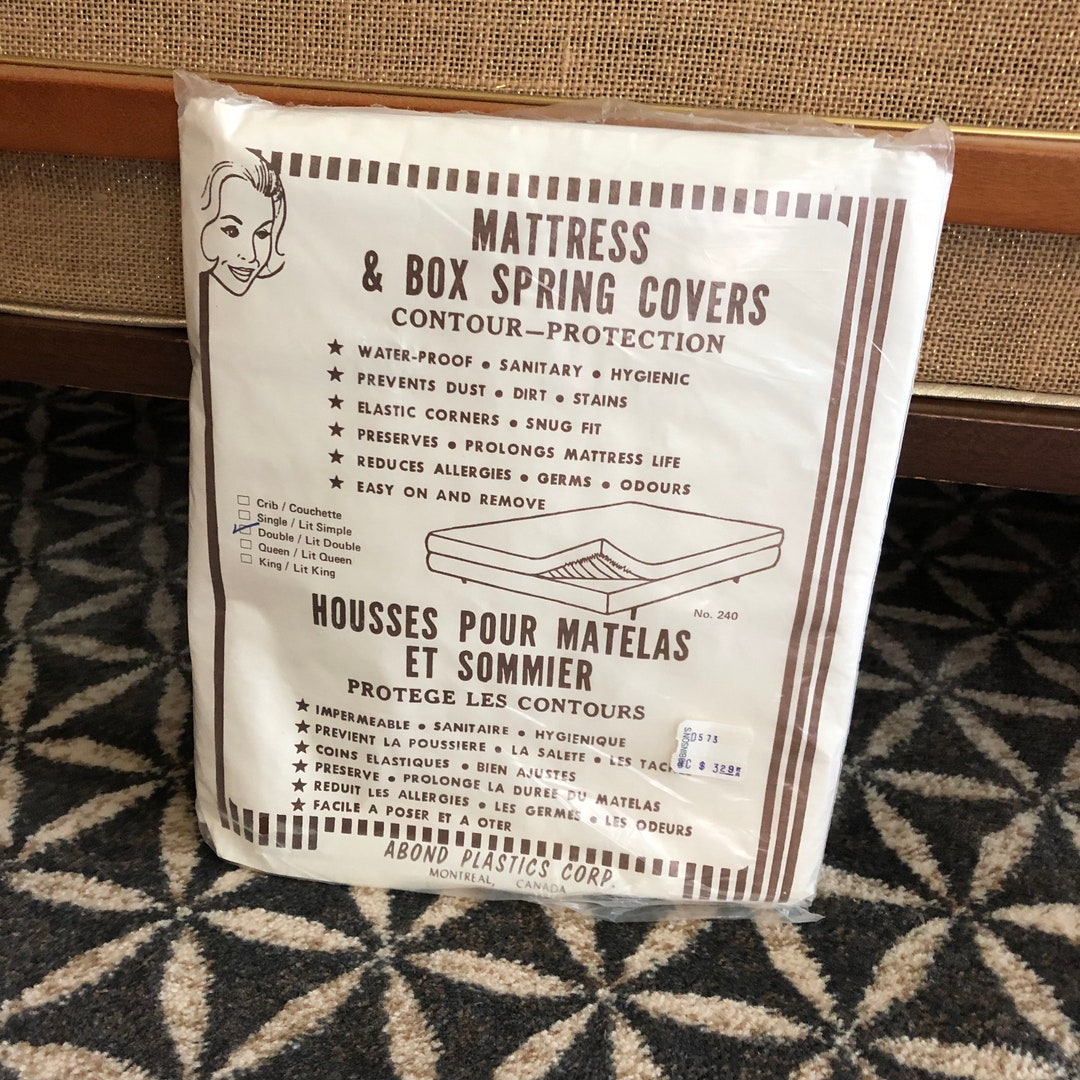 MATTRESS
& BOX SPRING COVERS
CONTOUR—PROTECTION
★ WATER-PROOF • SANITARY • HYGIENIC
★ PREVENTS DUST • DIRT • STAINS
★ ELASTIC CORNERS • SNUG FIT
★ PRESERVES • PROLONGS MATTRESS LIFE
★ REDUCES ALLERGIES • GERMS • ODOURS
★ EASY ON AND REMOVE
Crib / Couchette
Single / Lit Simple
Double / Lit Double
Queen / Lit Queen
King / Lit King
No. 240
HOUSSES POUR MATELAS
ET SOMMIER
PROTEGE LES CONTOURS
★ IMPERMEABLE • SANITAIRE • HYGIENIQUE
★ PREVIENT LA POUSSIERE • LA SALETE • LES
★ COINS ELASTIQUES • BIEN AJUSTES
★ PRESERVE • PROLONGE LA DURÉE DU MATELAS
★ REDUIT LES ALLERGIES • LES GERMES • LES ODEURS
★ FACILE A POSER ET A OTER
D573
C $ 3.29
ABOND PLASTICS CORP.
MONTREAL, CANADA